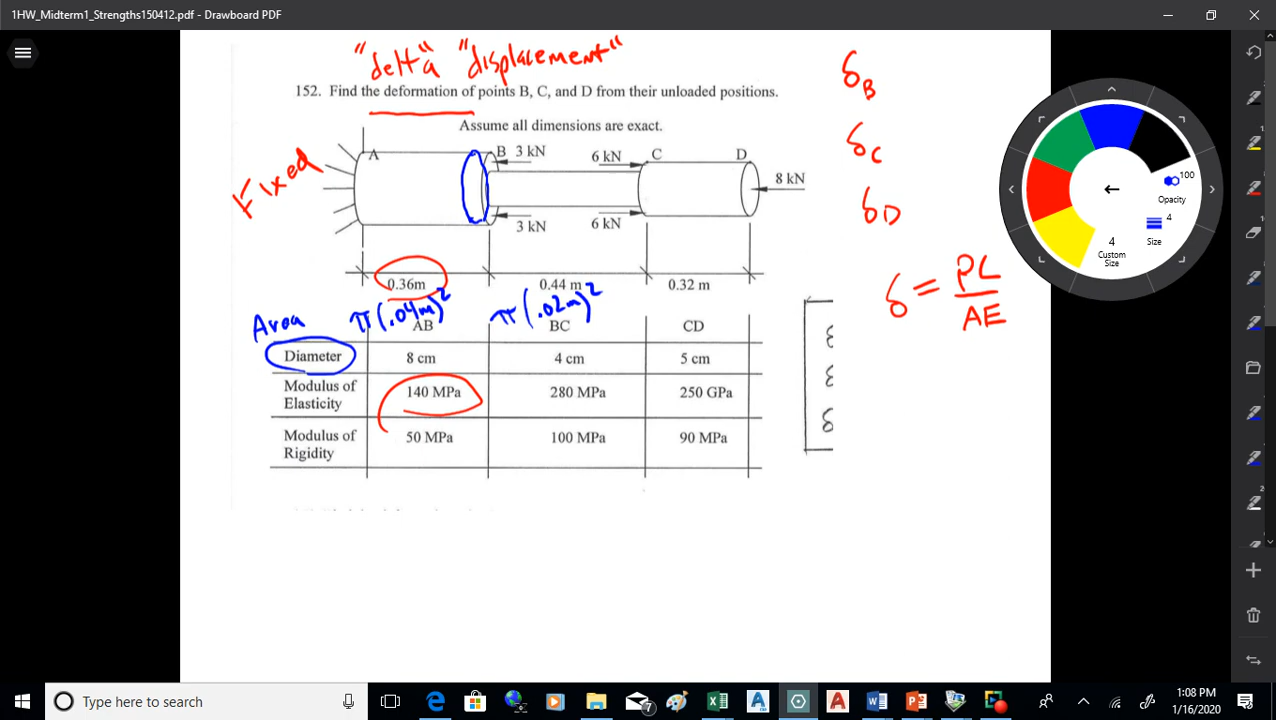 1HW_Midterm1_Strengths150412.pdf - Drawboard PDF
"delta" "displacement"
152. Find the deformation of points B, C, and D from their unloaded positions.
Assume all dimensions are exact.
Fixed
A
B 3 kN
6 kN
C
D
8 kN
3 kN
6 kN
0.36m
0.44 m
0.32 m
Area
π(.04m)²
π(.02m)²
AB
BC
CD
Diameter
8 cm
4 cm
5 cm
Modulus of
Elasticity
140 MPa
280 MPa
250 GPa
Modulus of
Rigidity
50 MPa
100 MPa
90 MPa
δB
δC
δD
δ = PL
AE
100
Opacity
4
Size
4
Custom
Size
Type here to search
7
1:08 PM
1/16/2020